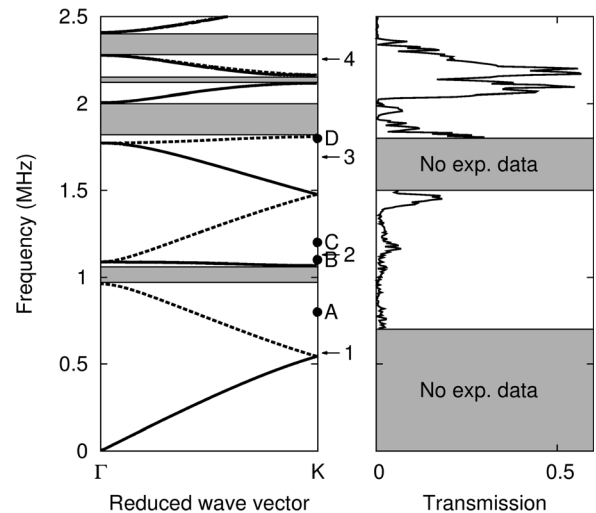 2.5
2
1.5
1
0.5
0
Frequency (MHz)
4
D
3
C
2
B
A
1
Γ
K
Reduced wave vector
No exp. data
No exp. data
0
0.5
Transmission